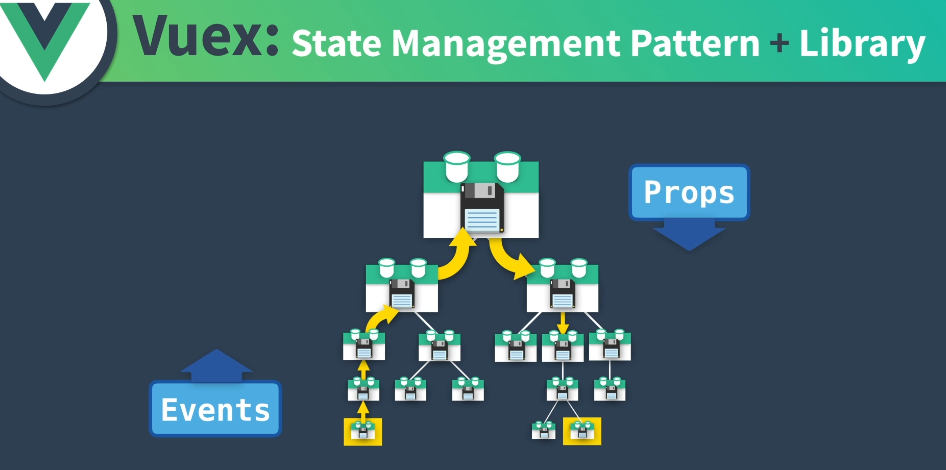 Vuex: State Management Pattern + Library
Props
Events